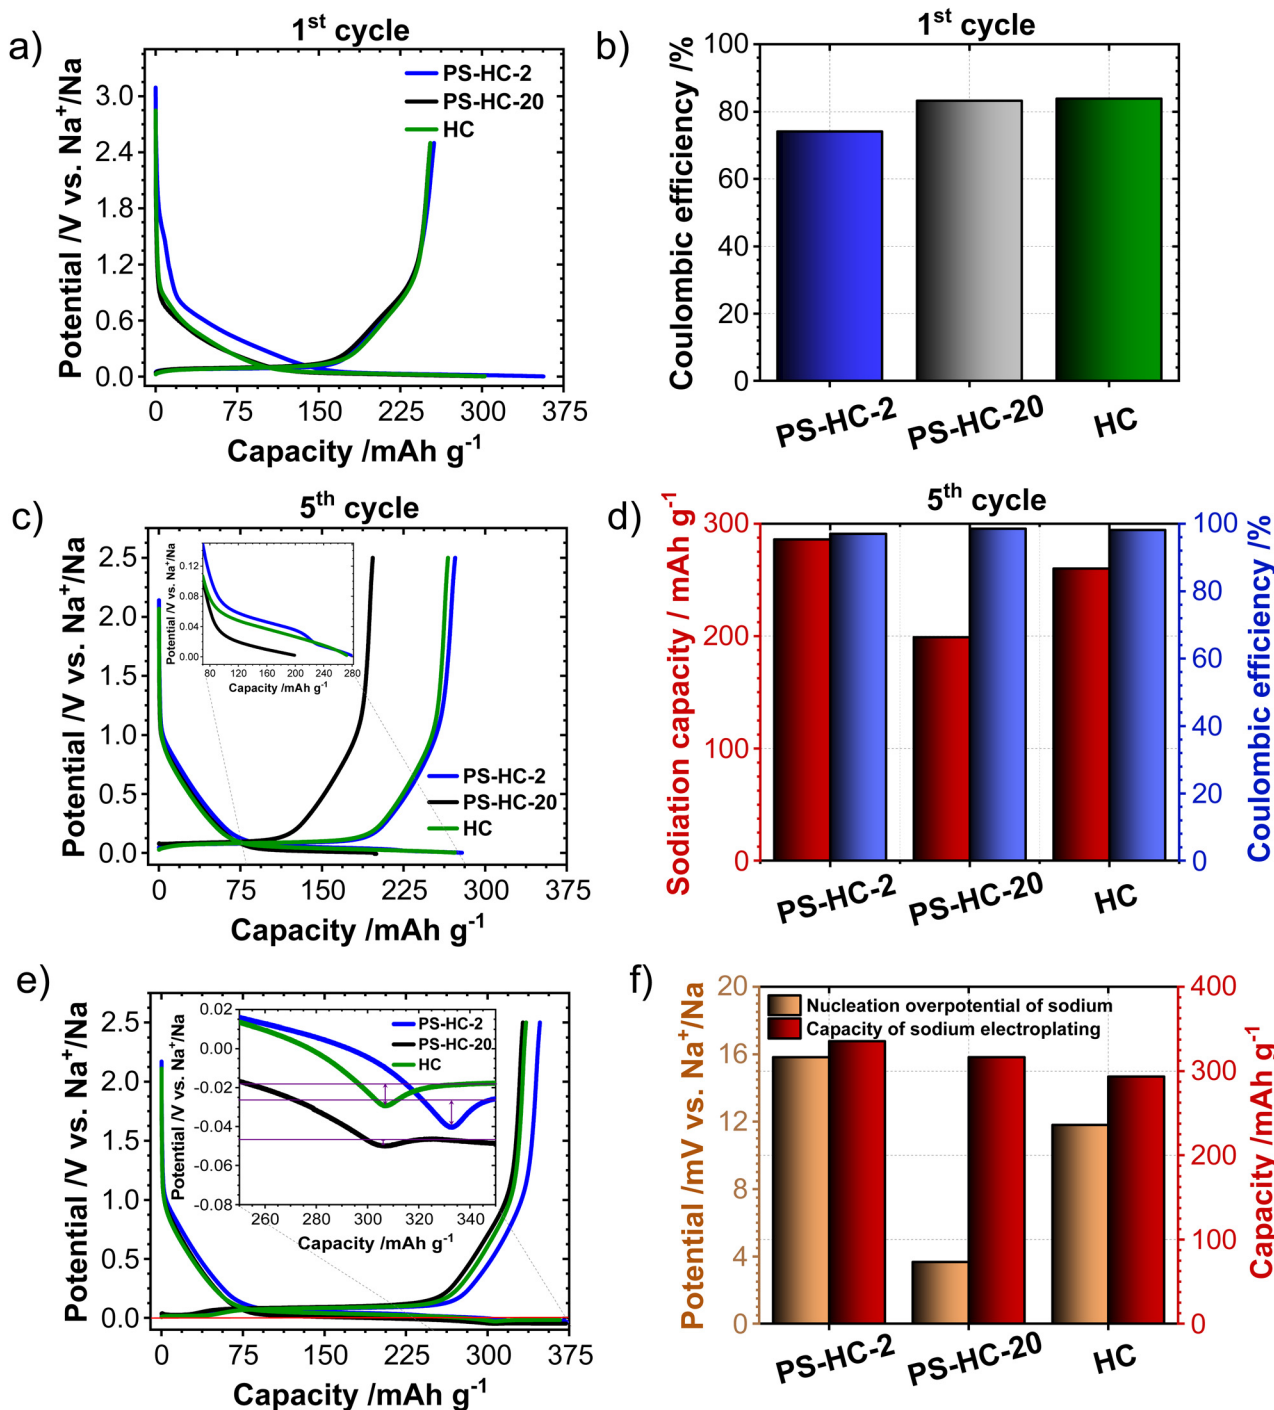 a)
1st cycle
PS-HC-2
PS-HC-20
HC
Potential /V vs. Na+/Na
3.0
2.4
1.8
1.2
0.6
0.0
0 75 150 225 300 375
Capacity /mAh g-1
b)
1st cycle
Coulombic efficiency /%
100
80
60
40
20
0
PS-HC-2 PS-HC-20 HC
c)
5th cycle
Potential /V vs. Na+/Na
2.5
2.0
1.5
1.0
0.5
0.0
0 75 150 225 300 375
Capacity /mAh g-1
Potential /V vs. Na+/Na
0.12
0.08
0.04
0.00
80 120 160 200 240 280
Capacity /mAh g-1
PS-HC-2
PS-HC-20
HC
d)
5th cycle
Sodiation capacity / mAh g-1
300
200
100
0
Coulombic efficiency /%
100
80
60
40
20
0
PS-HC-2 PS-HC-20 HC
e)
Potential /V vs. Na+/Na
2.5
2.0
1.5
1.0
0.5
0.0
0 75 150 225 300 375
Capacity /mAh g-1
Potential /V vs. Na+/Na
0.02
0.00
-0.02
-0.04
-0.06
-0.08
260 280 300 320 340
Capacity /mAh g-1
PS-HC-2
PS-HC-20
HC
f)
Nucleation overpotential of sodium
Capacity of sodium electroplating
Potential /mV vs. Na+/Na
20
16
12
8
4
0
Capacity /mAh g-1
400
300
200
100
0
PS-HC-2 PS-HC-20 HC